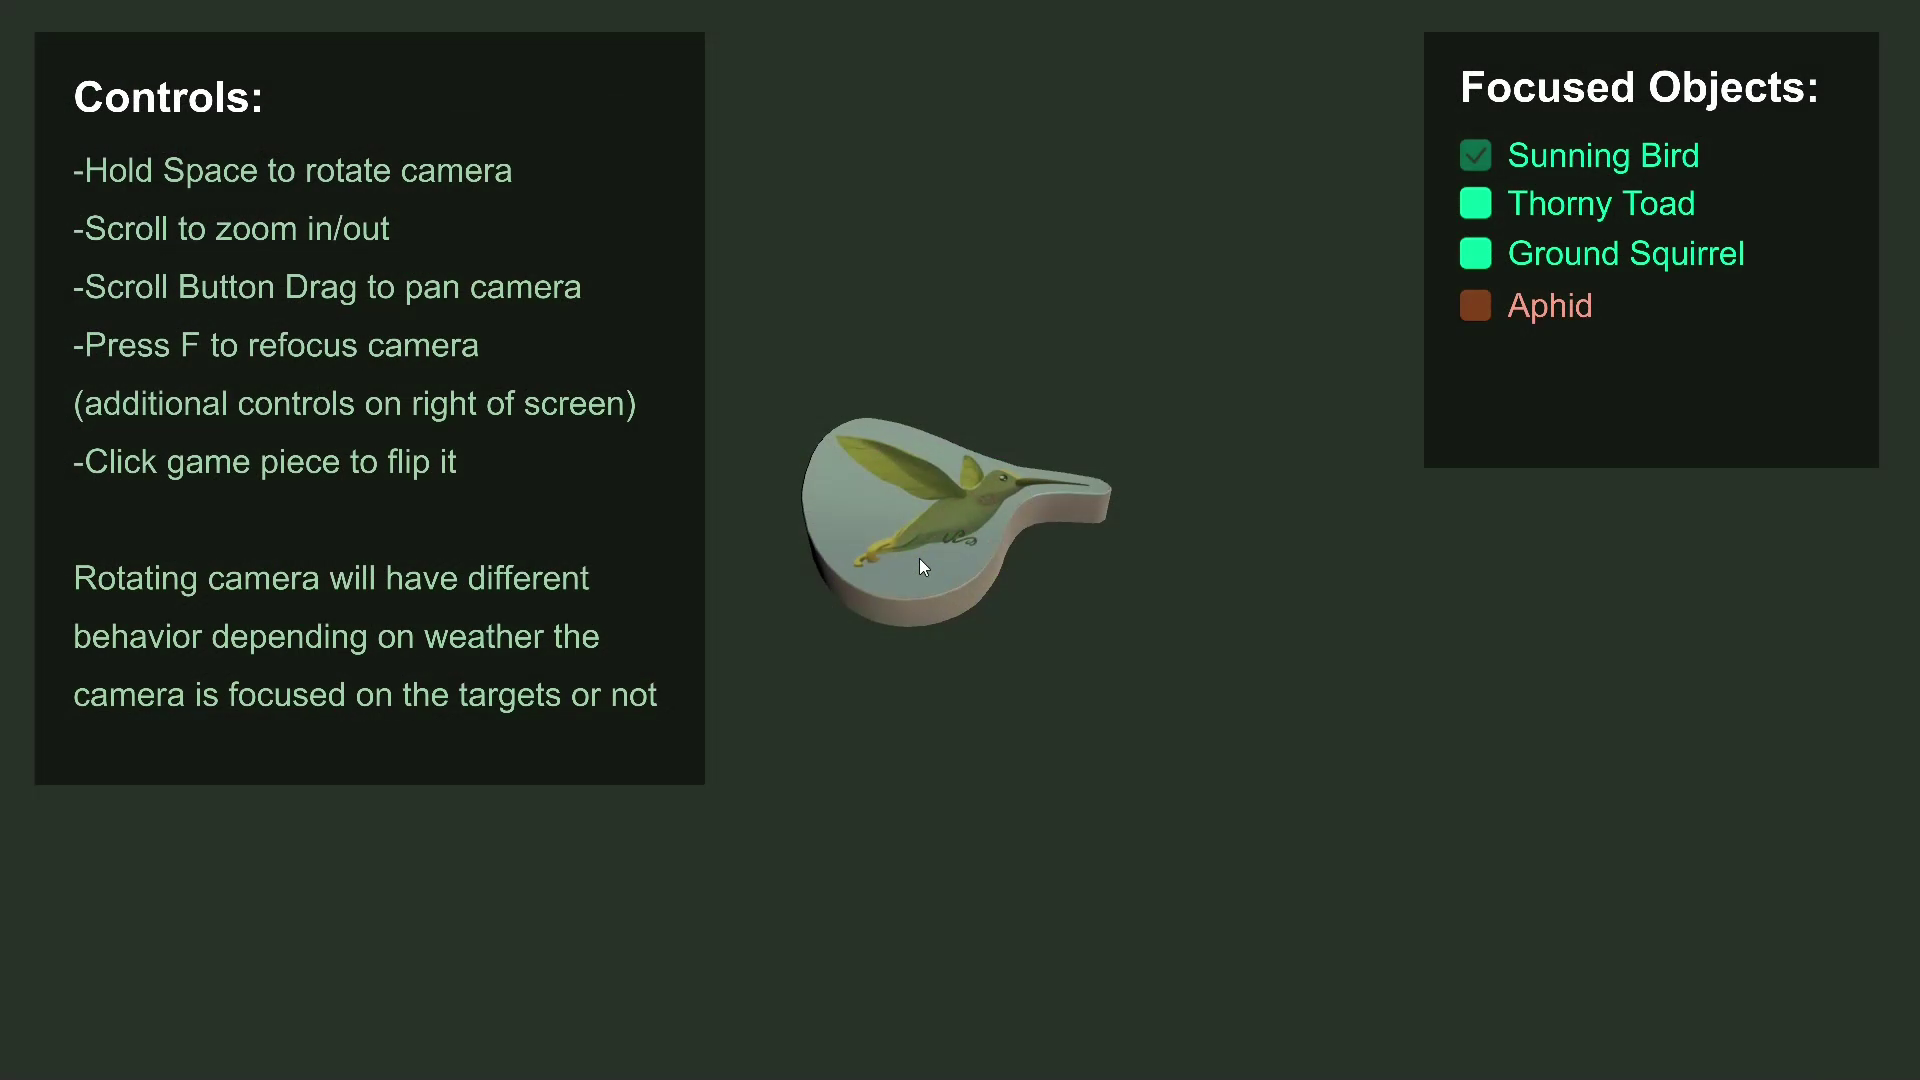 Controls:
-Hold Space to rotate camera
-Scroll to zoom in/out
-Scroll Button Drag to pan camera
-Press F to refocus camera
(additional controls on right of screen)
-Click game piece to flip it
Rotating camera will have different
behavior depending on weather the
camera is focused on the targets or not
Focused Objects:
Sunning Bird
Thorny Toad
Ground Squirrel
Aphid